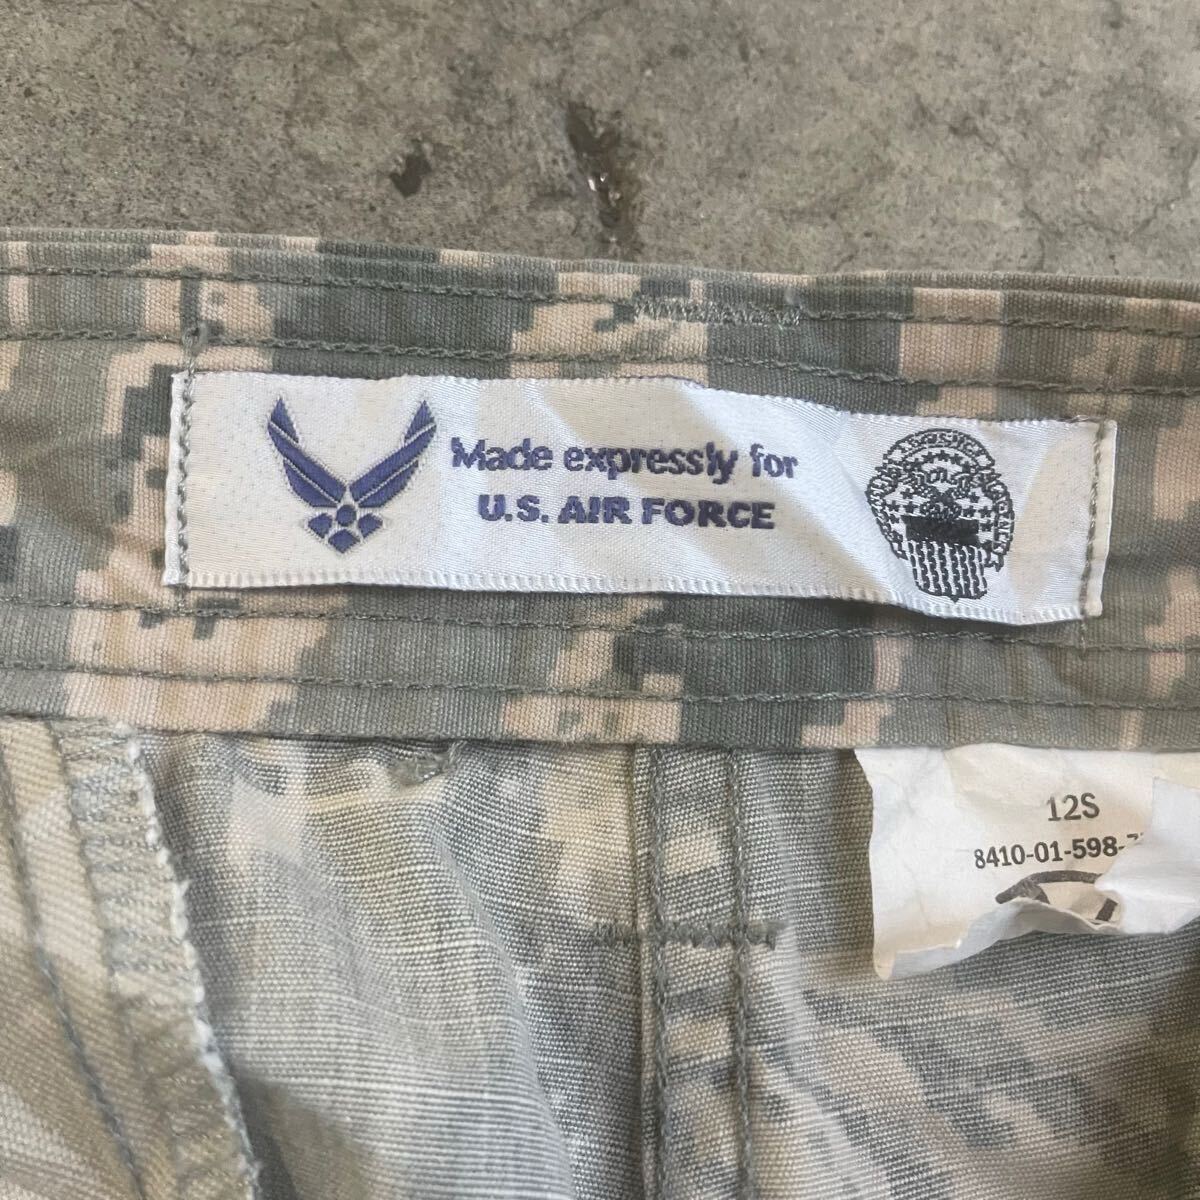 Made expressly for
U.S. AIR FORCE
12S
8410-01-598-